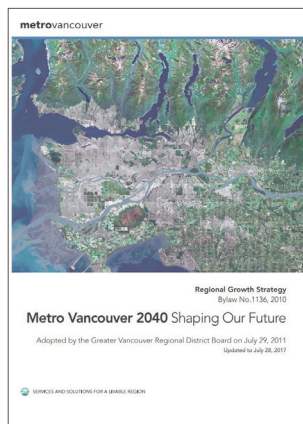 metrovancouver
Regional Growth Strategy
Bylaw No.1136, 2010
Metro Vancouver 2040 Shaping Our Future
Adopted by the Greater Vancouver Regional District Board on July 29, 2011
Updated to July 28, 2017
SERVICES AND SOLUTIONS FOR A LIVABLE REGION